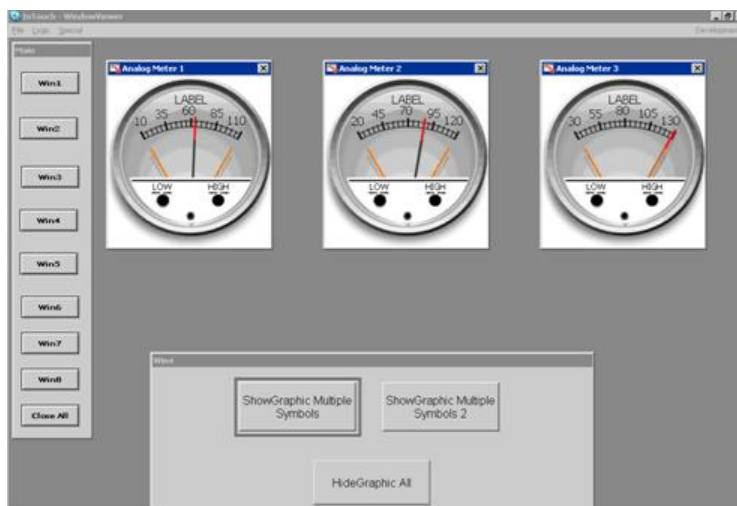 InTouch - WindowViewer
File Logic Special
Development
Main
Win1
Win2
Win3
Win4
Win5
Win6
Win7
Win8
Close All
Analog Meter 1
LABEL
10 35 60 85 110
LOW HIGH
Analog Meter 2
LABEL
20 45 70 95 120
LOW HIGH
Analog Meter 3
LABEL
30 55 80 105 130
LOW HIGH
Win4
ShowGraphic Multiple
Symbols
ShowGraphic Multiple
Symbols 2
HideGraphic All